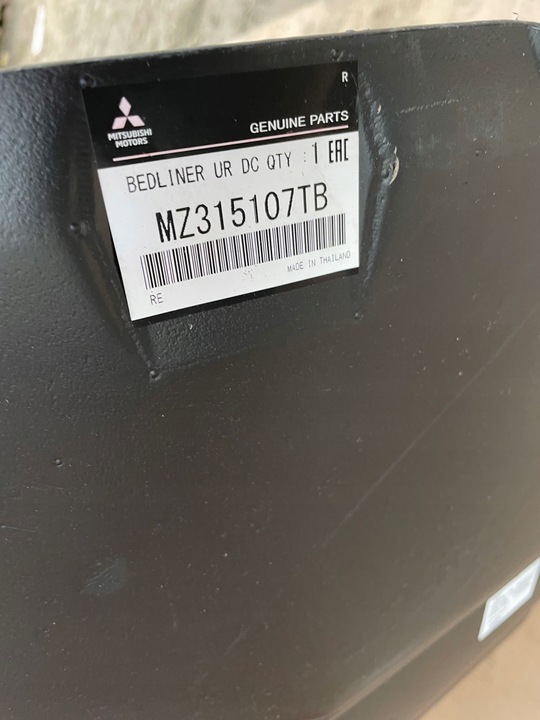 R
MITSUBISHI
MOTORS
GENUINE PARTS
BEDLINER UR DC QTY : 1 EAC
MZ315107TB
MADE IN THAILAND
RE